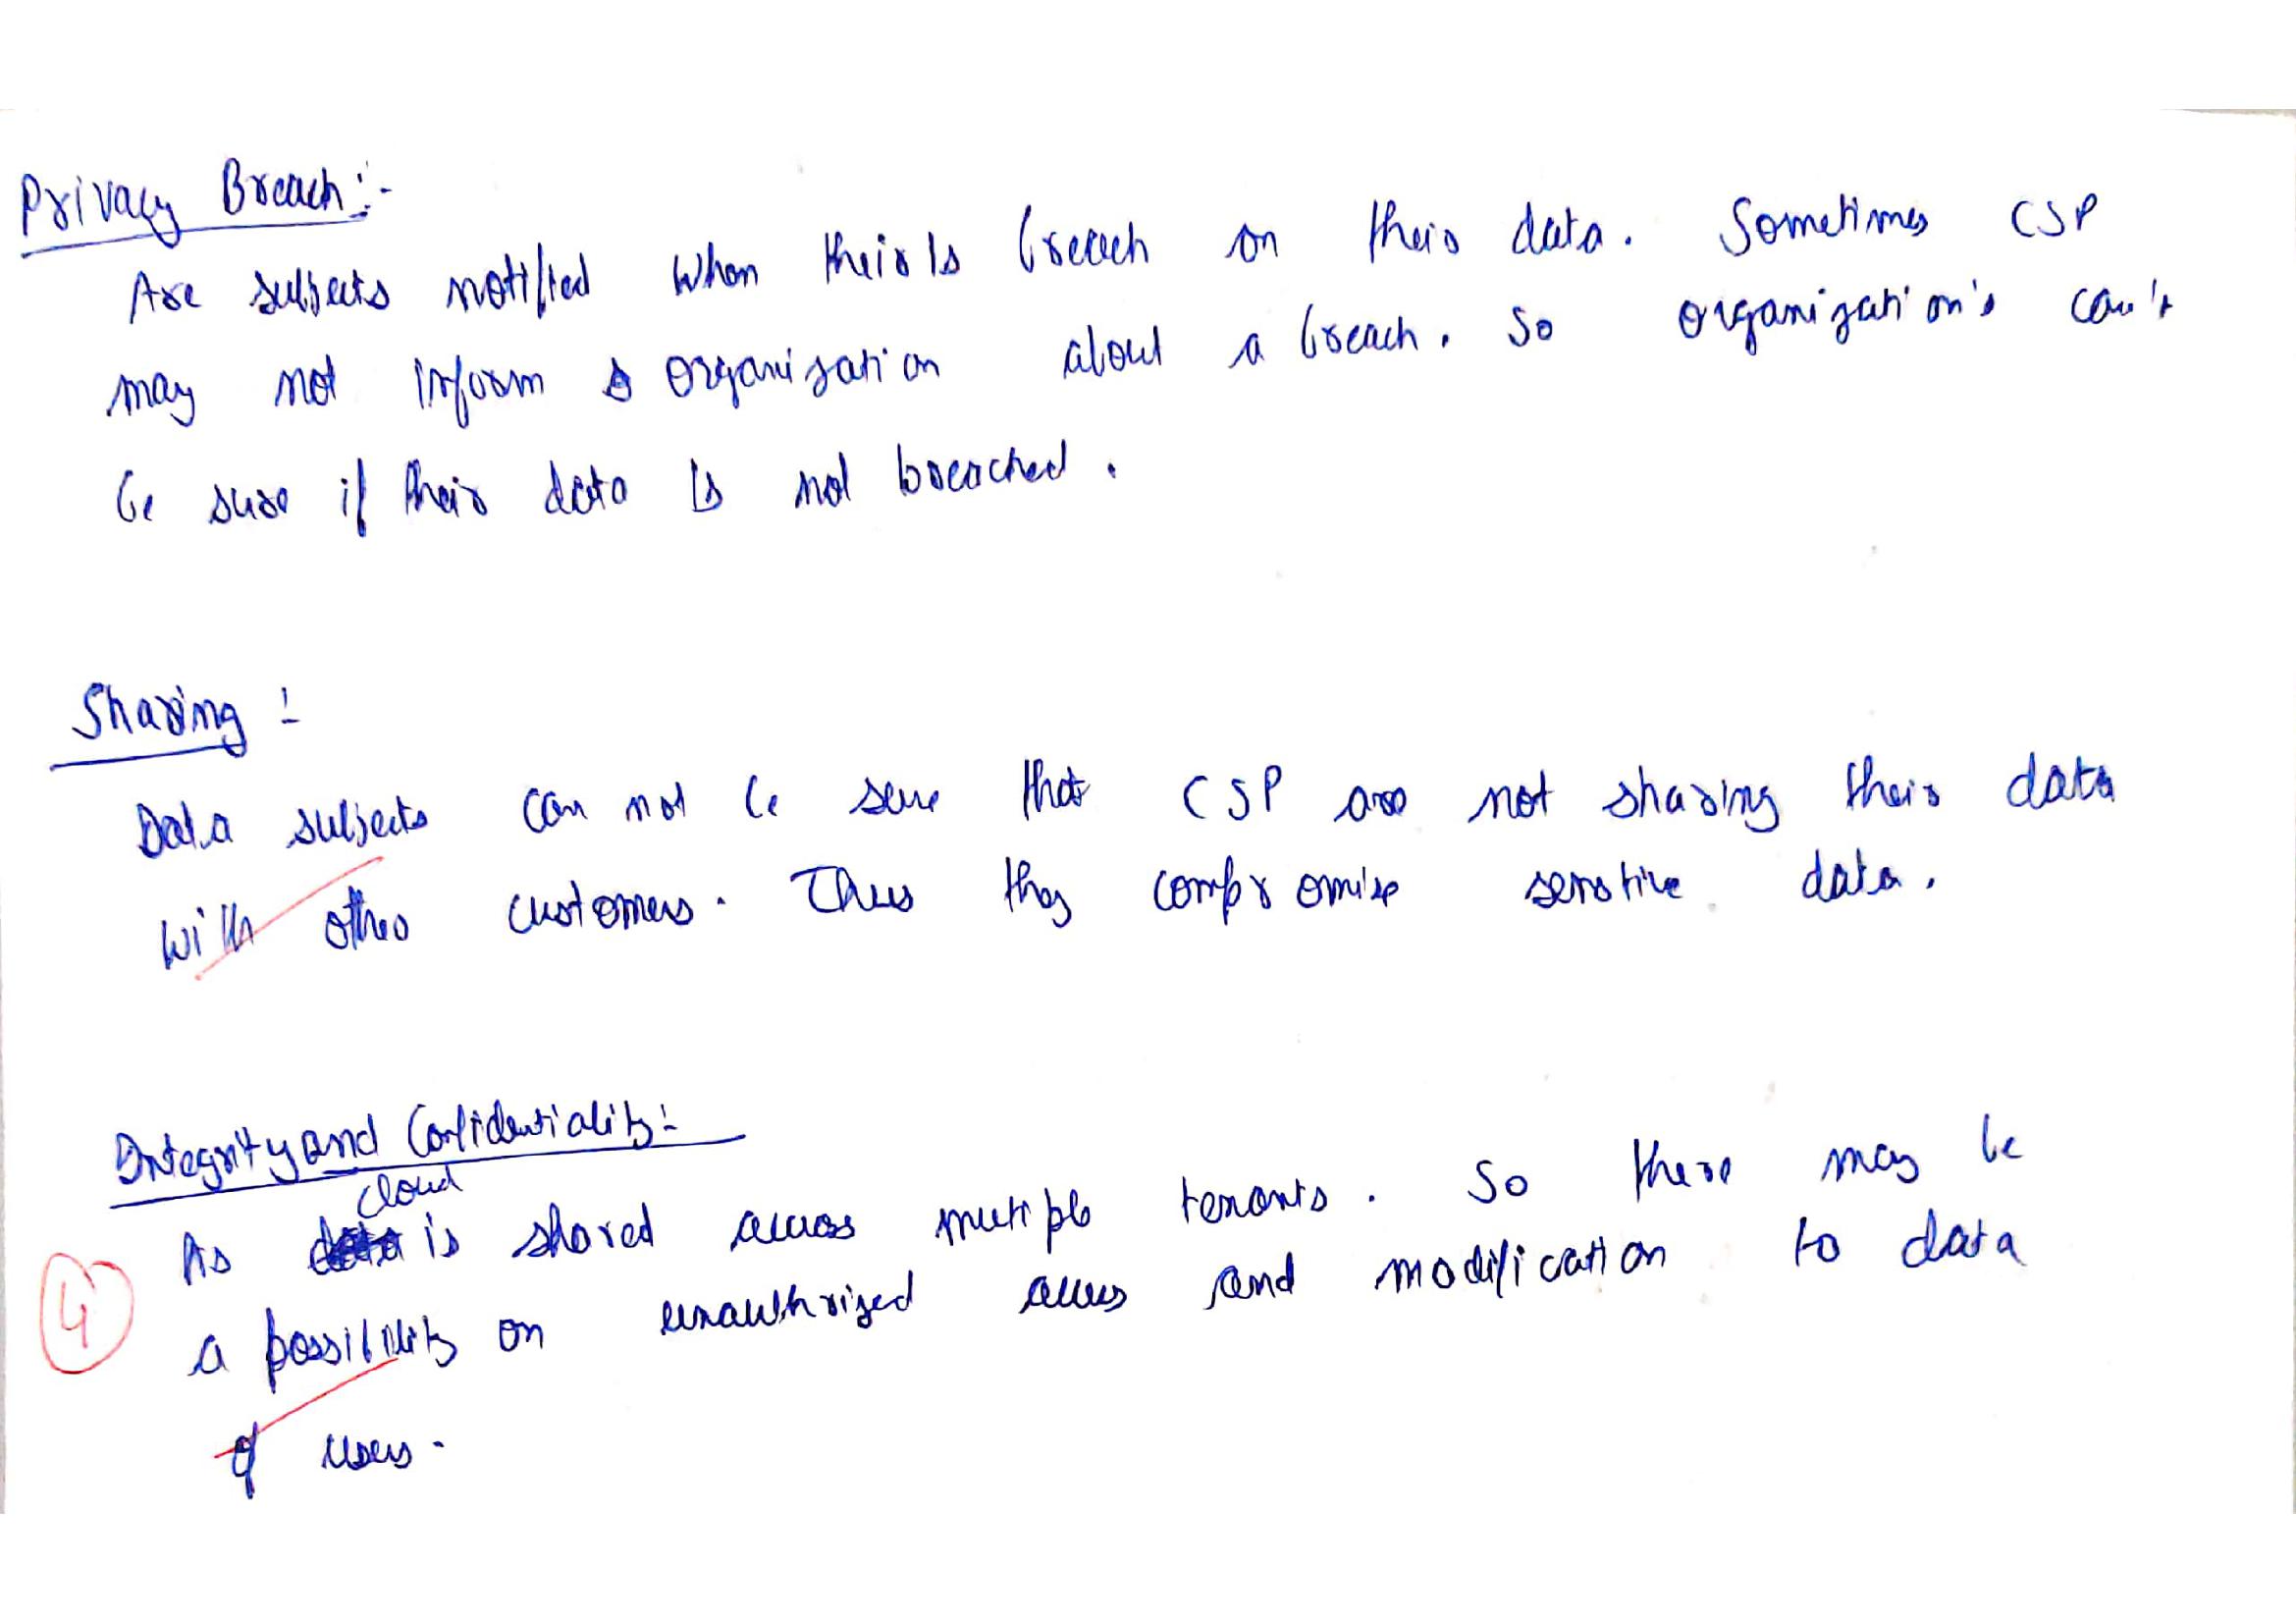 Privacy Breach:-
Are subjects notified when their is breach on their data. Sometimes CSP
may not inform organization about a breach. So organization's can't
be sure if their data is not breached.
Sharing :-
Data subjects can not be sure that CSP are not sharing their data
with other customers. Thus they compromise sensitive data.
Integrity and Confidentiality:-
cloud
As data is shared across mutiple tenants. So there may be
a possibility on unauthrized access and modification to data
4
of users.